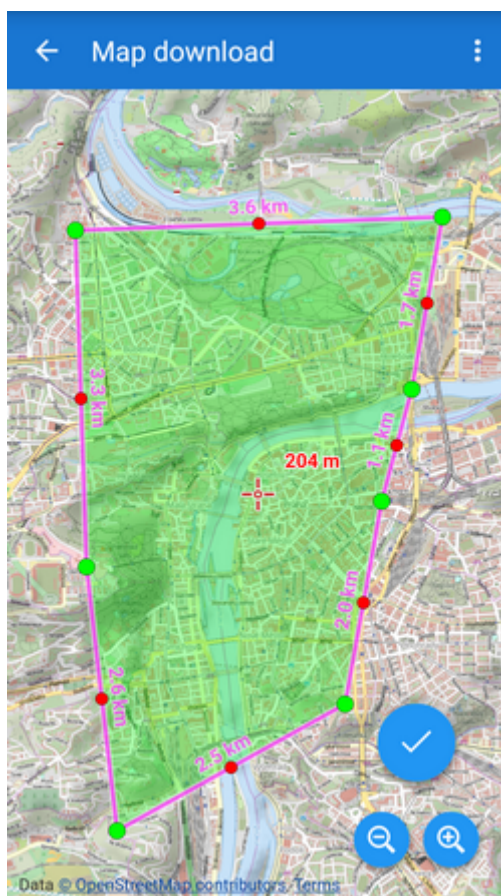 Map download
3.6 km
1.7 km
3.3 km
1.1 km
204 m
2.0 km
2.6 km
2.5 km
Data © OpenStreetMap contributors, Terms